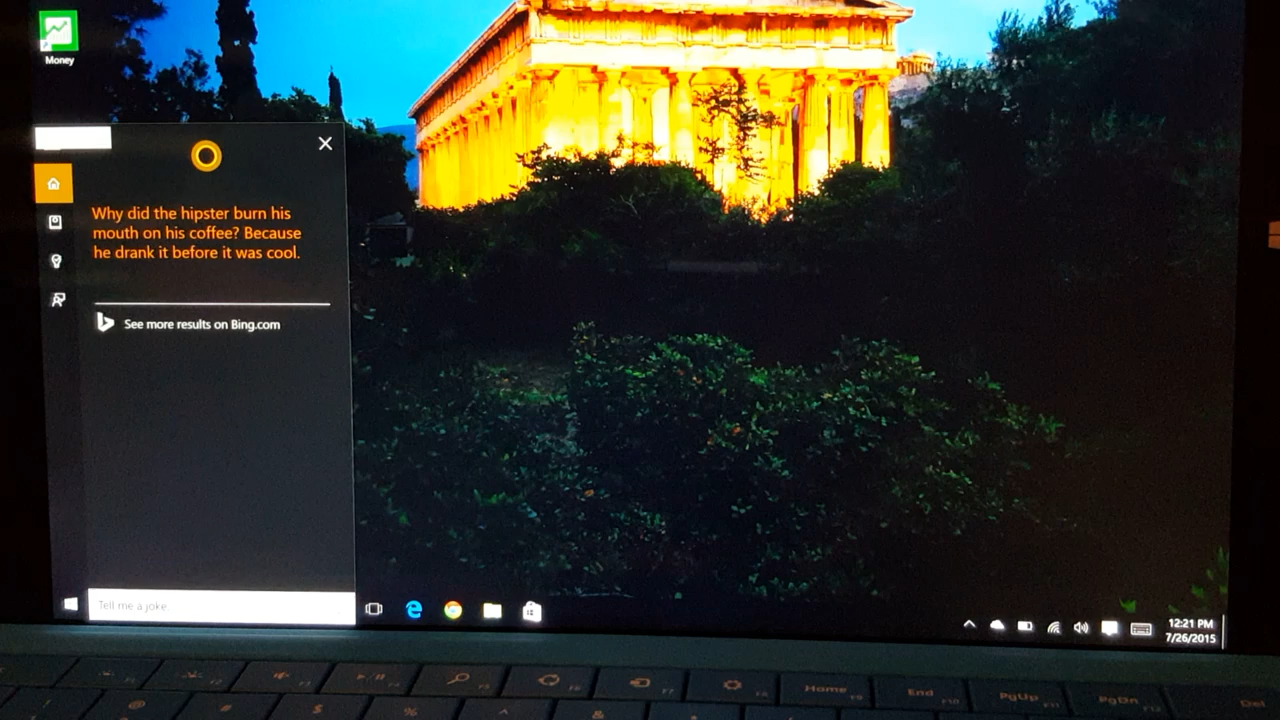 Money
Why did the hipster burn his
mouth on his coffee? Because
he drank it before it was cool.
See more results on Bing.com
Tell me a joke.
12:21 PM
7/26/2015
Home
End
PgUp
PgDn
Del